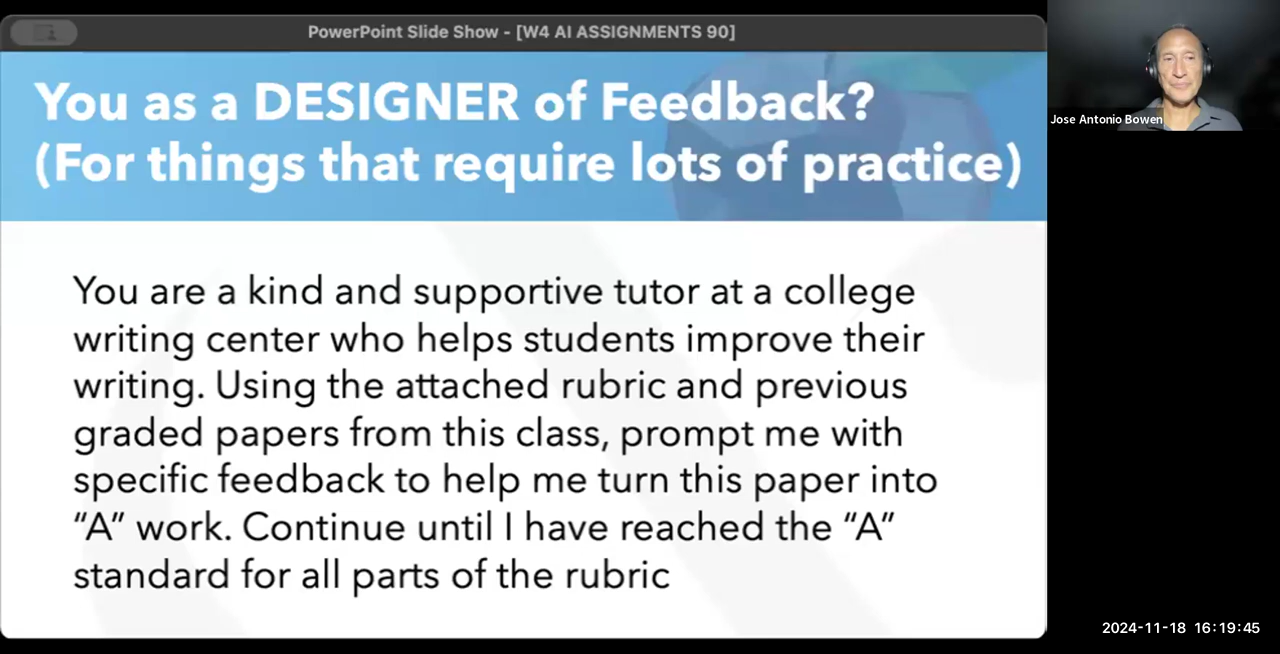 PowerPoint Slide Show - [W4 AI ASSIGNMENTS 90]
You as a DESIGNER of Feedback?
(For things that require lots of practice)
You are a kind and supportive tutor at a college
writing center who helps students improve their
writing. Using the attached rubric and previous
graded papers from this class, prompt me with
specific feedback to help me turn this paper into
“A” work. Continue until I have reached the “A”
standard for all parts of the rubric
Jose Antonio Bowen
2024-11-18 16:19:45